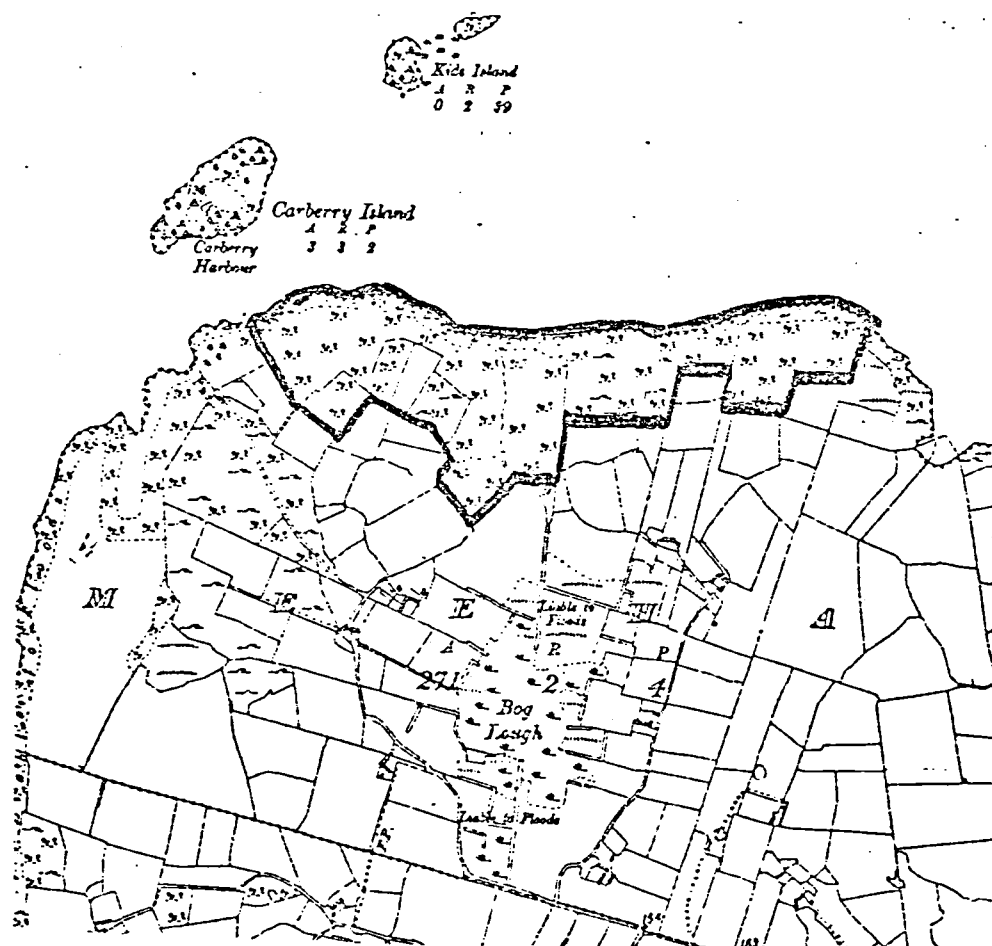 Kids Island
A R P
0 2 39
Carberry Island
A R P
3 3 2
Carberry
Harbour
M E E H A
Liable to
Floods
A R P
271 2 4
Bog
Lough
Liable to Floods